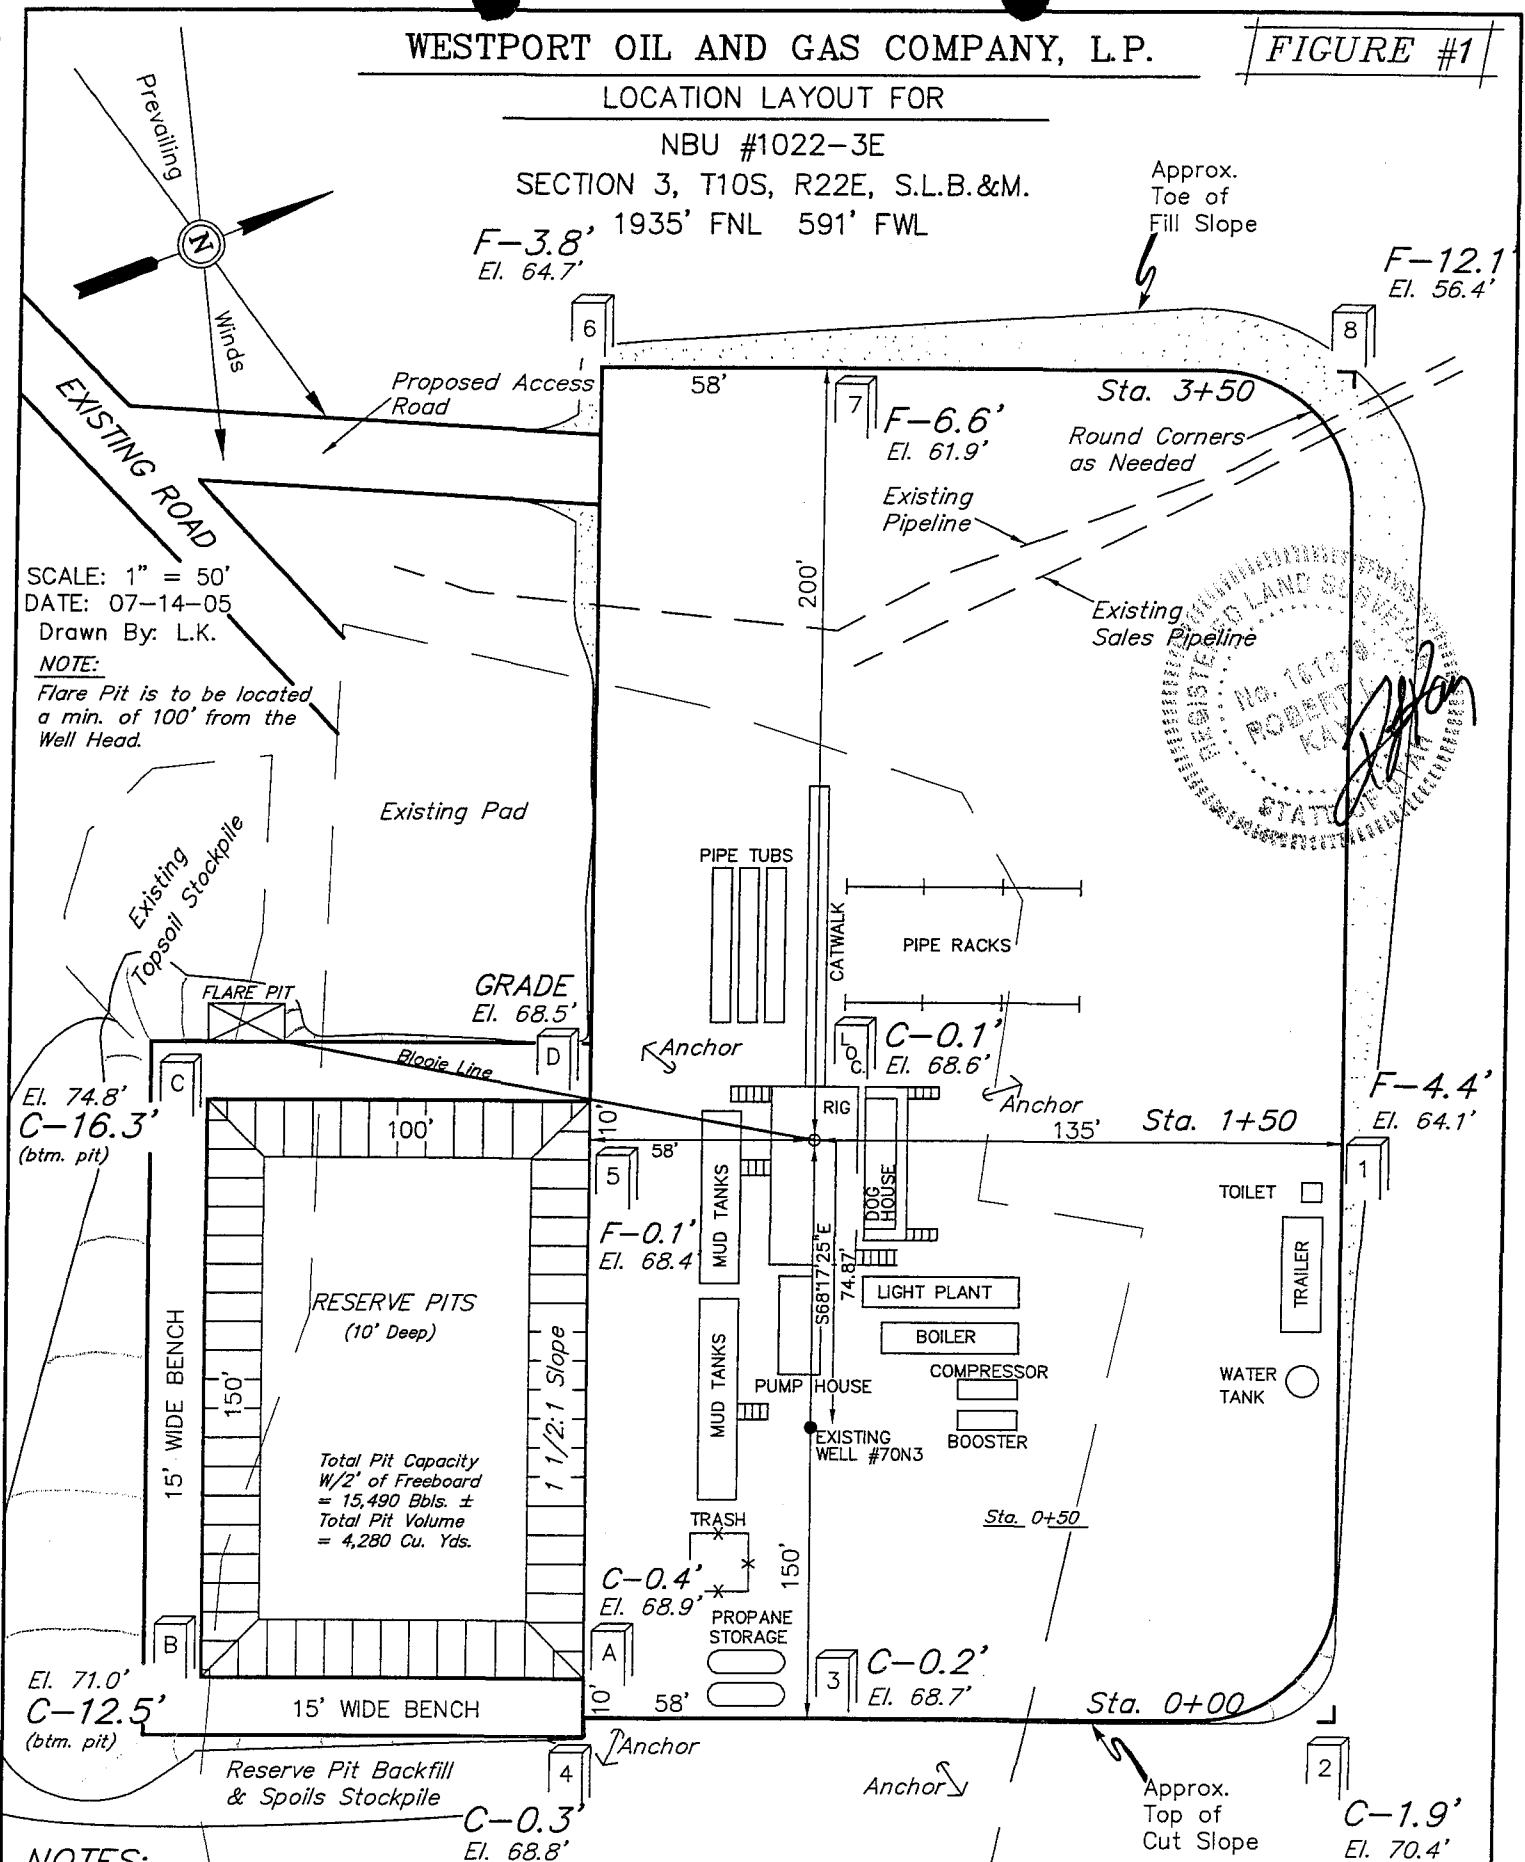 WESTPORT OIL AND GAS COMPANY, L.P.
FIGURE #1
LOCATION LAYOUT FOR
NBU #1022-3E
SECTION 3, T10S, R22E, S.L.B.&M.
1935' FNL 591' FWL
Prevailing
N
Winds
Approx.
Toe of
Fill Slope
F-3.8'
El. 64.7'
F-12.1'
El. 56.4'
6
8
58'
7
Sta. 3+50
F-6.6'
El. 61.9'
Round Corners
as Needed
Proposed Access
Road
EXISTING ROAD
Existing
Pipeline
200'
Existing
Sales Pipeline
SCALE: 1" = 50'
DATE: 07-14-05
Drawn By: L.K.
NOTE:
Flare Pit is to be located
a min. of 100' from the
Well Head.
REGISTERED LAND SURVEYOR
ROBERT L.
KAY
STATE OF UTAH
Existing Pad
Existing
Topsoil Stockpile
PIPE TUBS
CATWALK
PIPE RACKS
FLARE PIT
GRADE
El. 68.5'
D
Blooie Line
Anchor
LOC.
C-0.1'
El. 68.6'
Anchor
RIG
F-4.4'
El. 64.1'
C
El. 74.8'
C-16.3'
(btm. pit)
100'
10'
58'
135'
Sta. 1+50
1
5
F-0.1'
El. 68.4'
MUD TANKS
DOG
HOUSE
TOILET
TRAILER
S68°17'25"E
74.87'
LIGHT PLANT
BOILER
RESERVE PITS
(10' Deep)
15' WIDE BENCH
150'
1 1/2:1 Slope
MUD TANKS
PUMP HOUSE
COMPRESSOR
BOOSTER
WATER
TANK
EXISTING
WELL #70N3
Total Pit Capacity
W/2' of Freeboard
= 15,490 Bbls. ±
Total Pit Volume
= 4,280 Cu. Yds.
TRASH
Sta. 0+50
150'
C-0.4'
El. 68.9'
PROPANE
STORAGE
B
A
El. 71.0'
C-12.5'
(btm. pit)
15' WIDE BENCH
10'
58'
3
C-0.2'
El. 68.7'
Sta. 0+00
Anchor
4
Reserve Pit Backfill
& Spoils Stockpile
Anchor
Approx.
Top of
Cut Slope
2
C-0.3'
El. 68.8'
C-1.9'
El. 70.4'
NOTES: